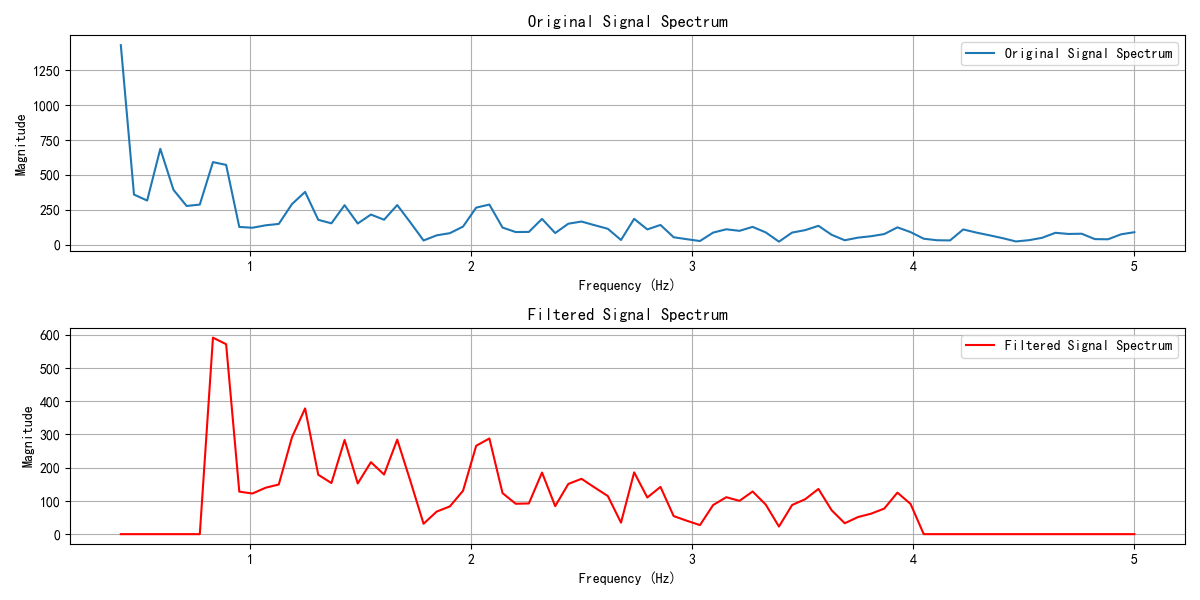 Original Signal Spectrum
Original Signal Spectrum
1250
1000
750
500
250
0
Magnitude
1 2 3 4 5
Frequency (Hz)
Filtered Signal Spectrum
Filtered Signal Spectrum
600
500
400
300
200
100
0
Magnitude
1 2 3 4 5
Frequency (Hz)